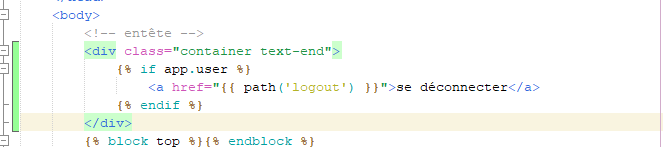 <body>
<!-- entête -->
<div class="container text-end">
{% if app.user %}
<a href="{{ path('logout') }}">se déconnecter</a>
{% endif %}
</div>
{% block top %}{% endblock %}